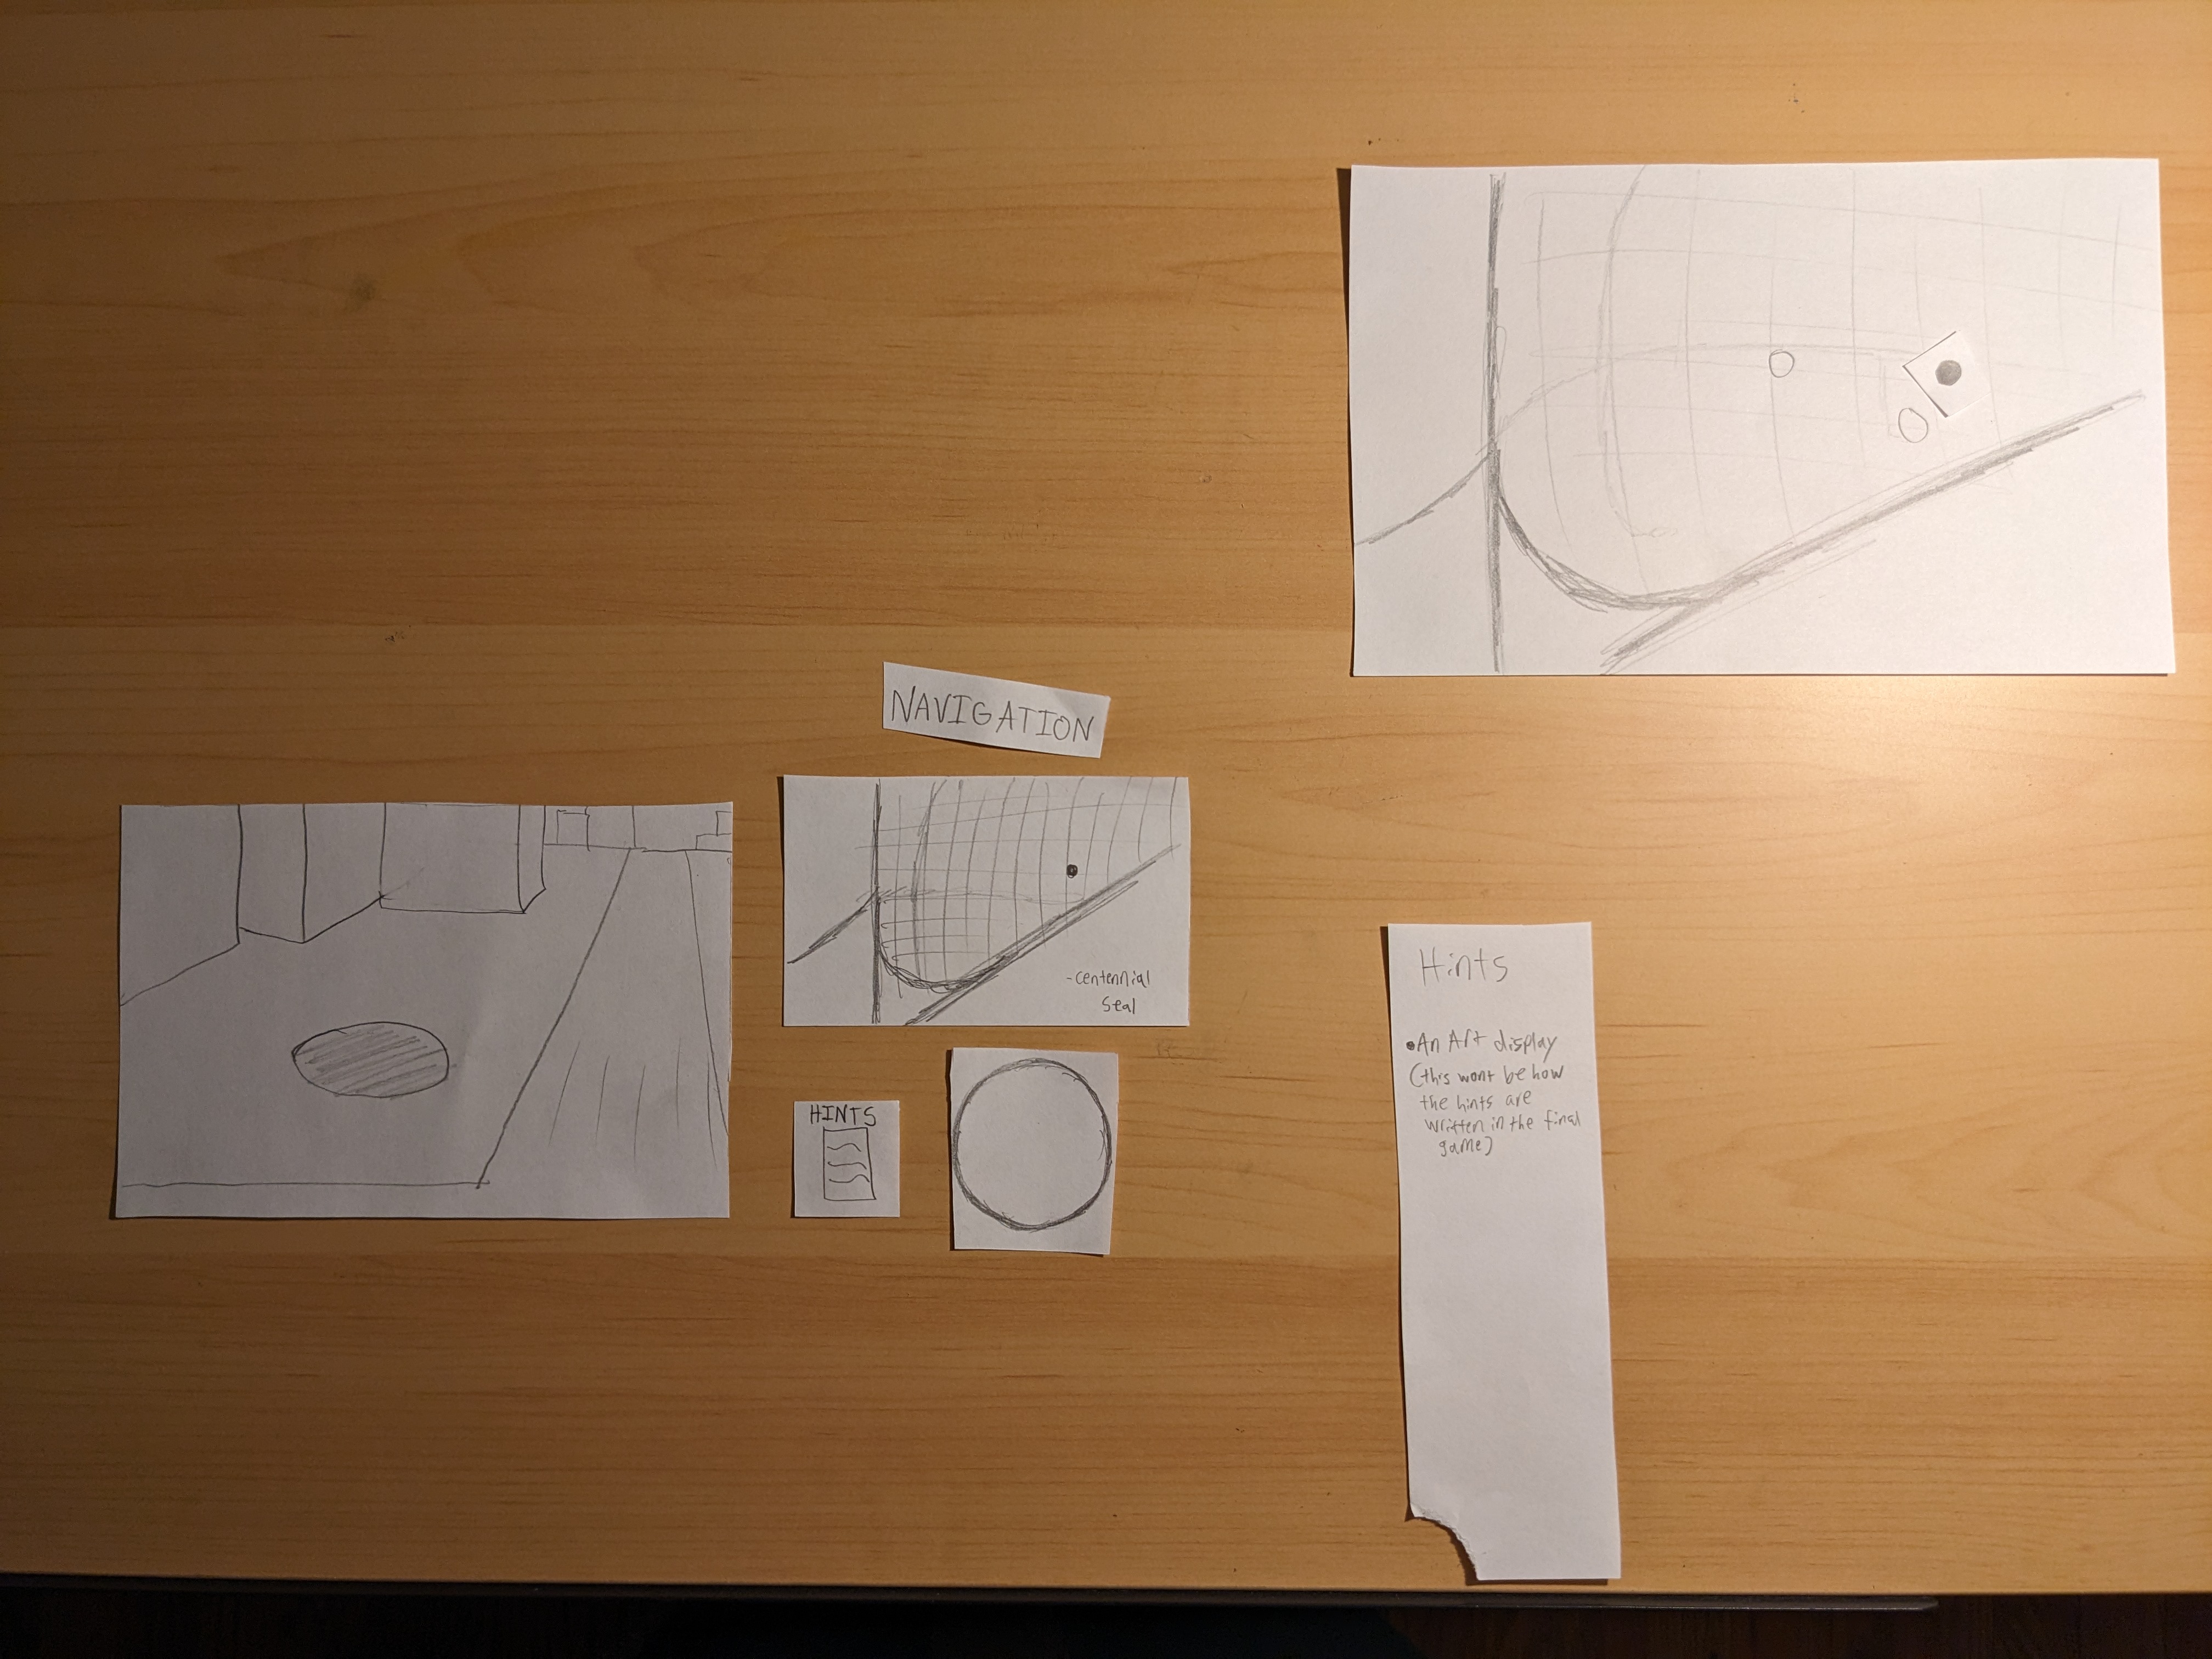 NAVIGATION
-centennial
seal
HINTS
Hints
•An Art display
(this wont be how
the hints are
written in the final
game)